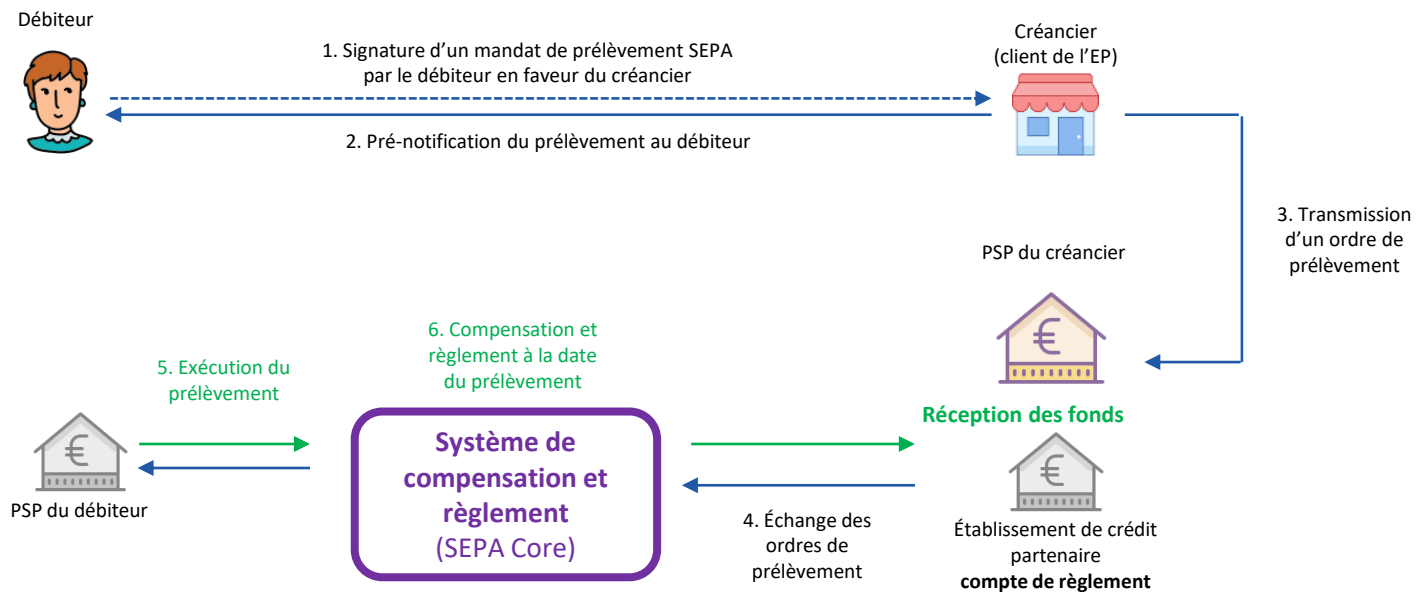 Débiteur
1. Signature d’un mandat de prélèvement SEPA
par le débiteur en faveur du créancier
Créancier
(client de l’EP)
2. Pré-notification du prélèvement au débiteur
3. Transmission
d’un ordre de
prélèvement
PSP du créancier
€
6. Compensation et
règlement à la date
du prélèvement
5. Exécution du
prélèvement
Réception des fonds
€
PSP du débiteur
Système de
compensation et
règlement
(SEPA Core)
€
4. Échange des
ordres de
prélèvement
Établissement de crédit
partenaire
compte de règlement